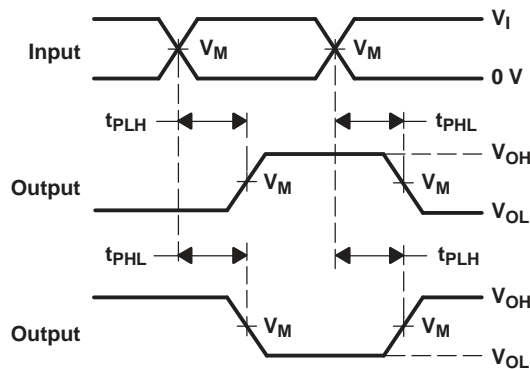 V_I
Input
V_M
V_M
0 V
t_PLH
t_PHL
V_OH
Output
V_M
V_M
V_OL
t_PHL
t_PLH
V_OH
Output
V_M
V_M
V_OL